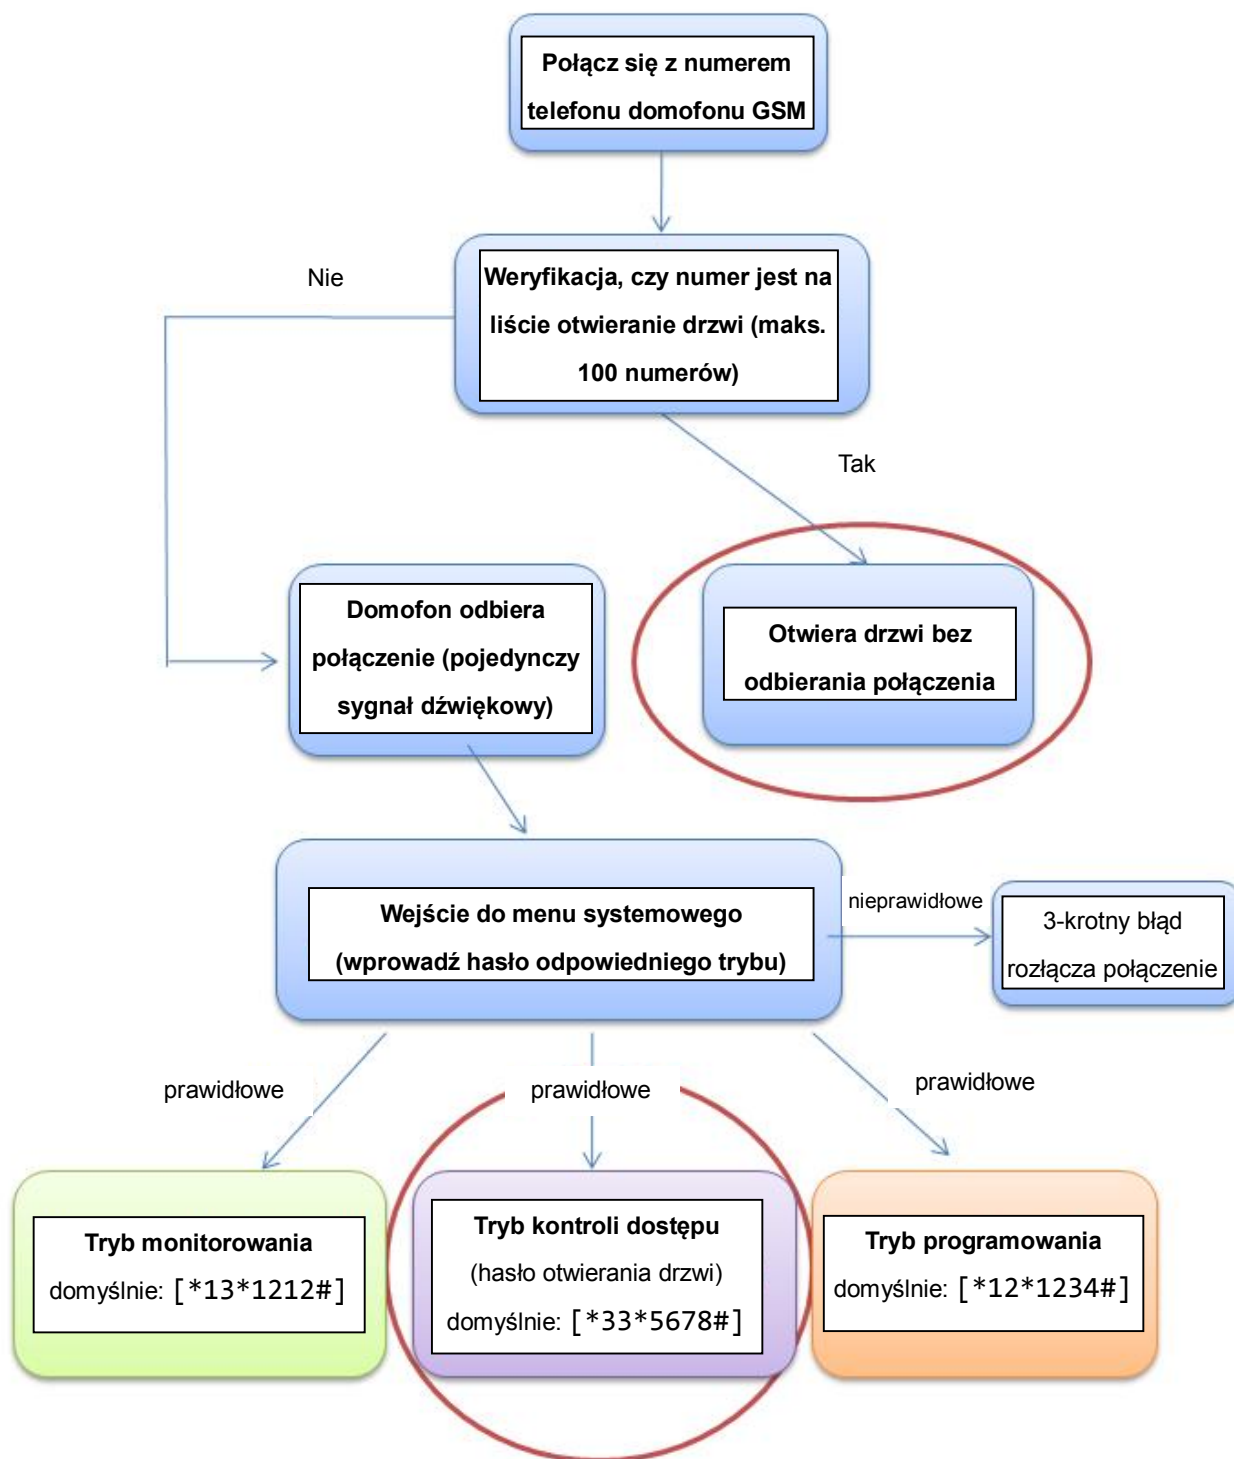 Połącz się z numerem
telefonu domofonu GSM
Nie
Weryfikacja, czy numer jest na
liście otwieranie drzwi (maks.
100 numerów)
Tak
Domofon odbiera
połączenie (pojedynczy
sygnał dźwiękowy)
Otwiera drzwi bez
odbierania połączenia
Wejście do menu systemowego
(wprowadź hasło odpowiedniego trybu)
nieprawidłowe
3-krotny błąd
rozłącza połączenie
prawidłowe
prawidłowe
prawidłowe
Tryb monitorowania
domyślnie: [*13*1212#]
Tryb kontroli dostępu
(hasło otwierania drzwi)
domyślnie: [*33*5678#]
Tryb programowania
domyślnie: [*12*1234#]